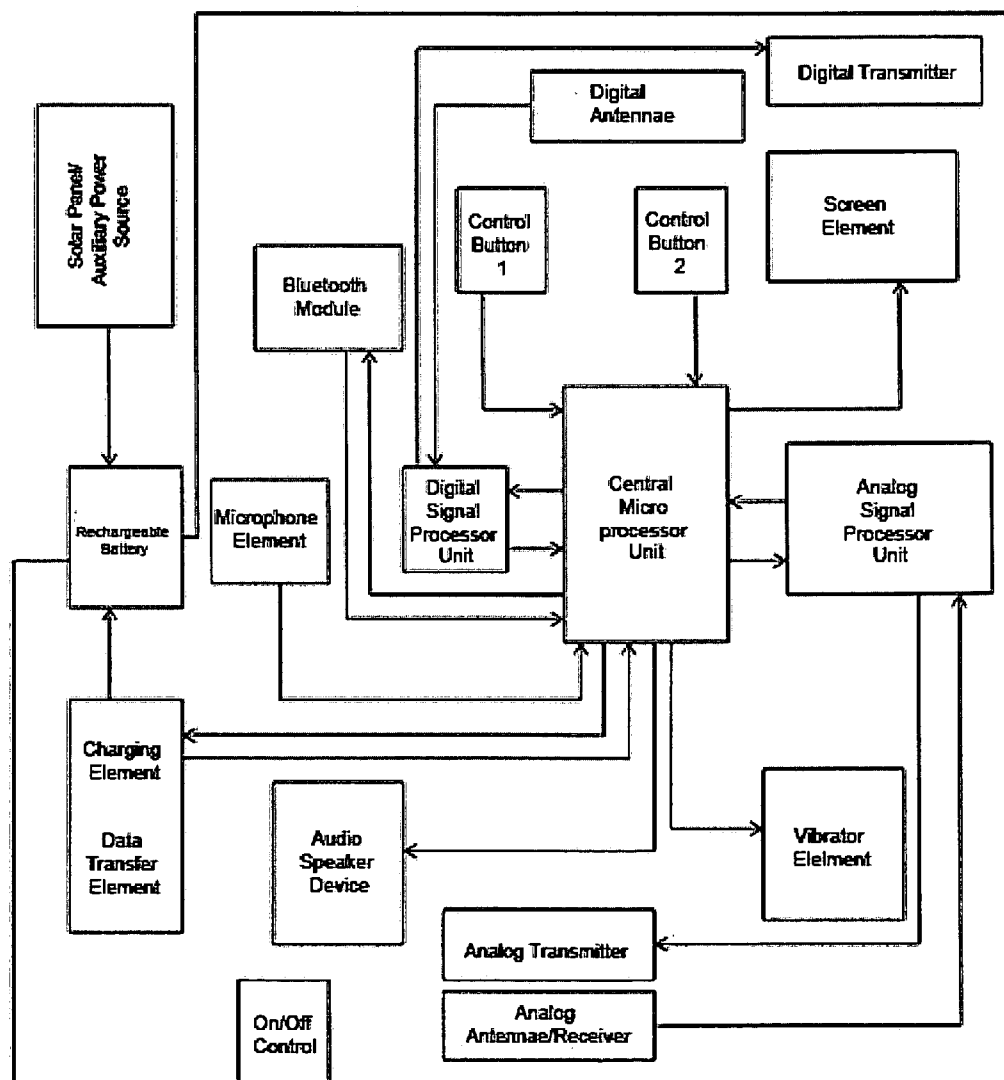 Digital Transmitter
Digital
Antennae
Solar Panel/
Auxiliary Power
Source
Control
Button
1
Control
Button
2
Screen
Element
Bluetooth
Module
Rechargeable
Battery
Microphone
Element
Digital
Signal
Processor
Unit
Central
Micro
processor
Unit
Analog
Signal
Processor
Unit
Charging
Element
Data
Transfer
Element
Audio
Speaker
Device
Vibrator
Elelment
Analog Transmitter
Analog
Antennae/Receiver
On/Off
Control